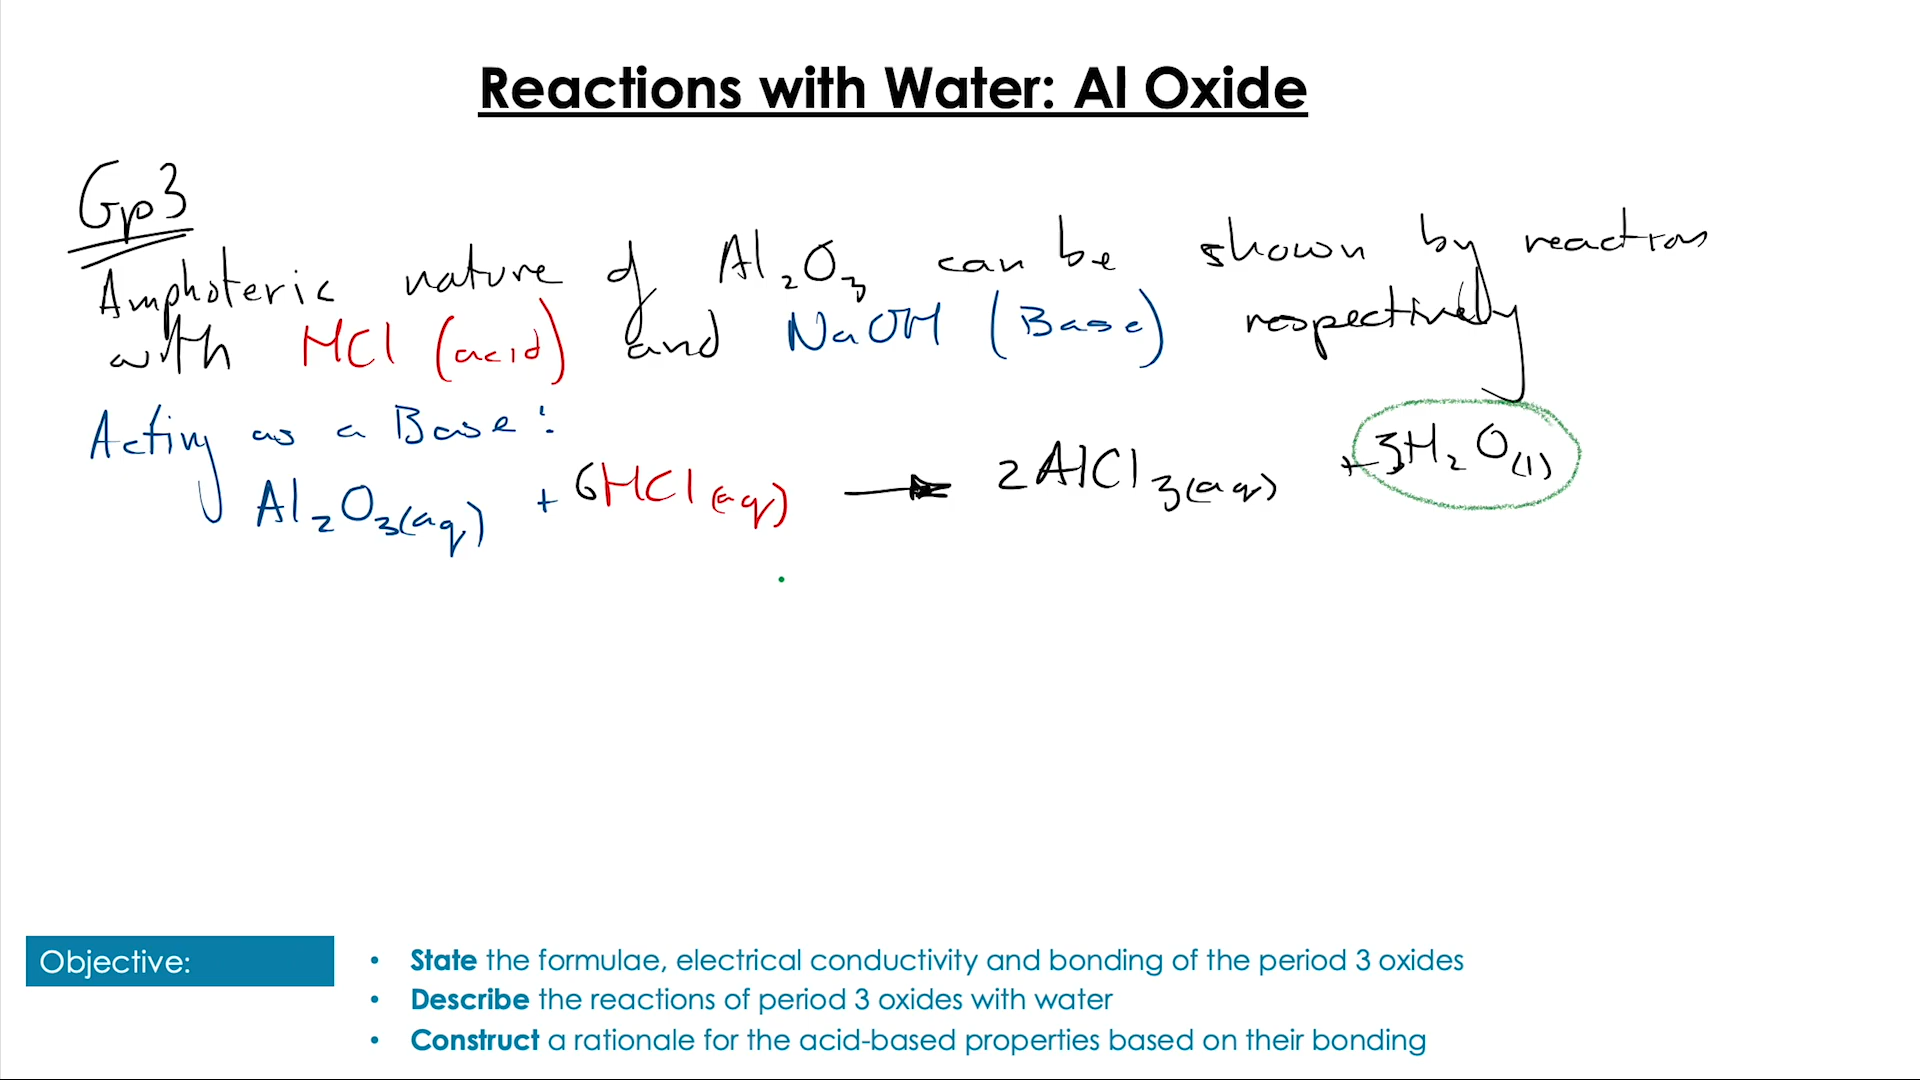 Reactions with Water: Al Oxide
Gp3
Amphoteric nature of Al₂O₃ can be shown by reaction
with HCl (acid) and NaOH (Base) respectively
Acting as a Base:
Al₂O₃(aq) + 6HCl(aq) → 2AlCl₃(aq) + 3H₂O(l)
Objective:
• State the formulae, electrical conductivity and bonding of the period 3 oxides
• Describe the reactions of period 3 oxides with water
• Construct a rationale for the acid-based properties based on their bonding